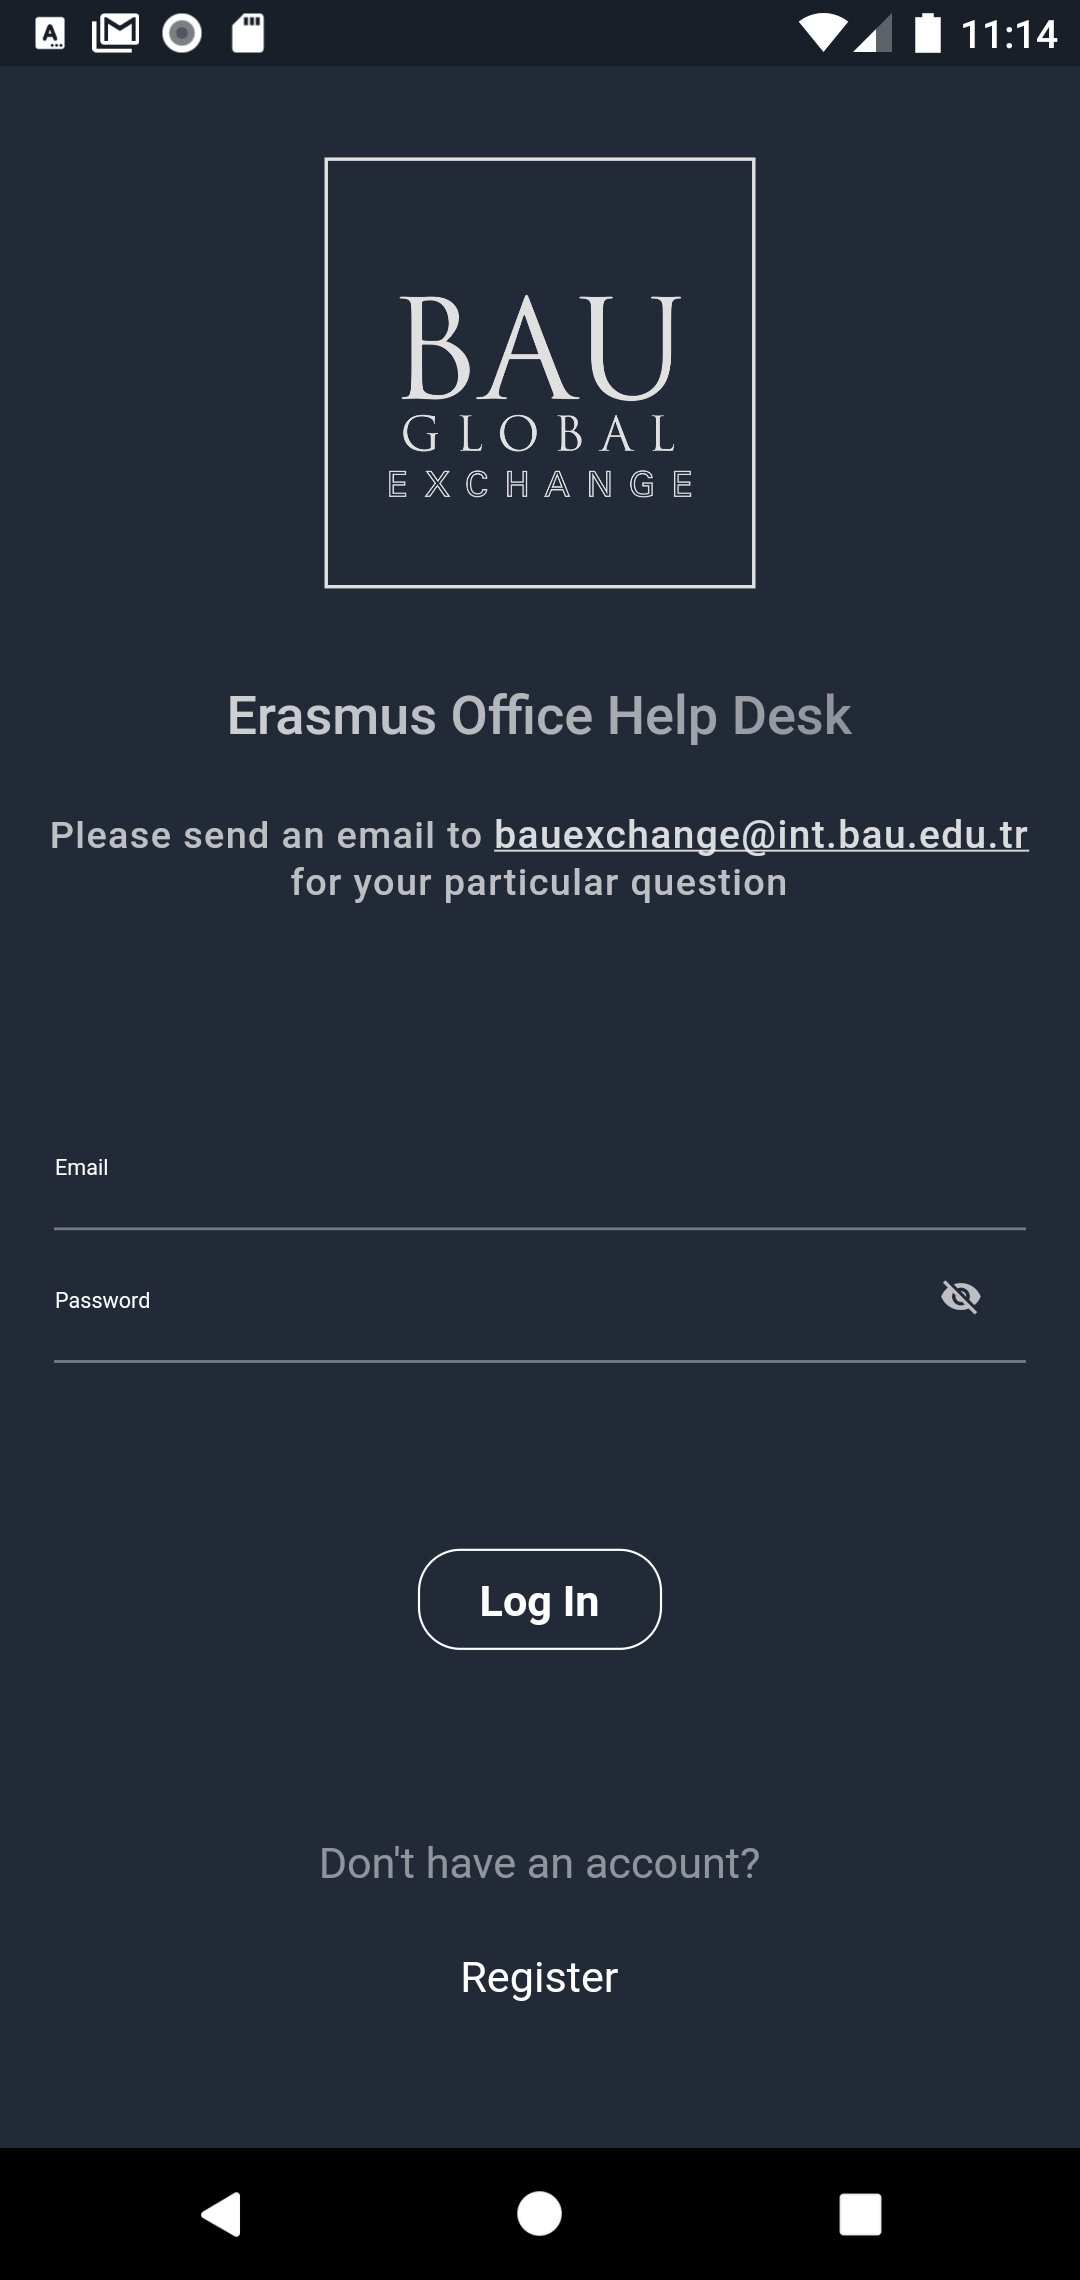 11:14
BAU
GLOBAL
EXCHANGE
Erasmus Office Help Desk
Please send an email to bauexchange@int.bau.edu.tr
for your particular question
Email
Password
Log In
Don't have an account?
Register